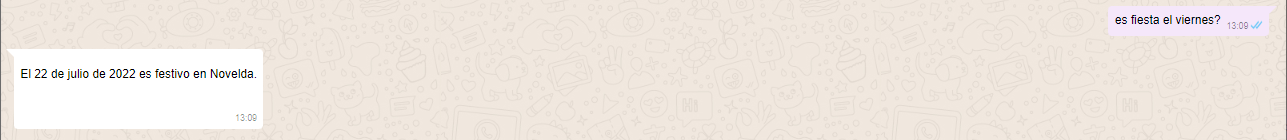 es fiesta el viernes?
13:09
El 22 de julio de 2022 es festivo en Novelda.
13:09